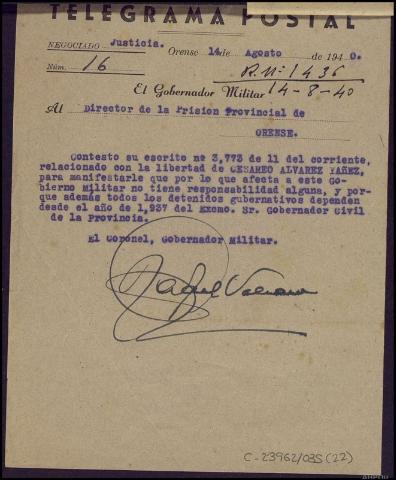 TELEGRAMA POSTAL
NEGOCIADO Justicia. Orense 14 de Agosto de 1940.
Núm. 16 R.Nº 1436
El Gobernador Militar 14-8-40
Al Director de la Prision Provincial de
ORENSE.
Contesto su escrito nº 3,773 de 11 del corriente,
relacionado con la libertad de CESAREO ALVAREZ YAÑEZ,
para manifestarle que por lo que afecta a este Go-
bierno Militar no tiene responsabilidad alguna, y por-
que además todos los detenidos gubernativos dependen
desde el año de 1,937 del Excmo. Sr. Gobernador Civil
de la Provincia.
El Coronel, Gobernador Militar.
Rafael
C-23962/035(22)